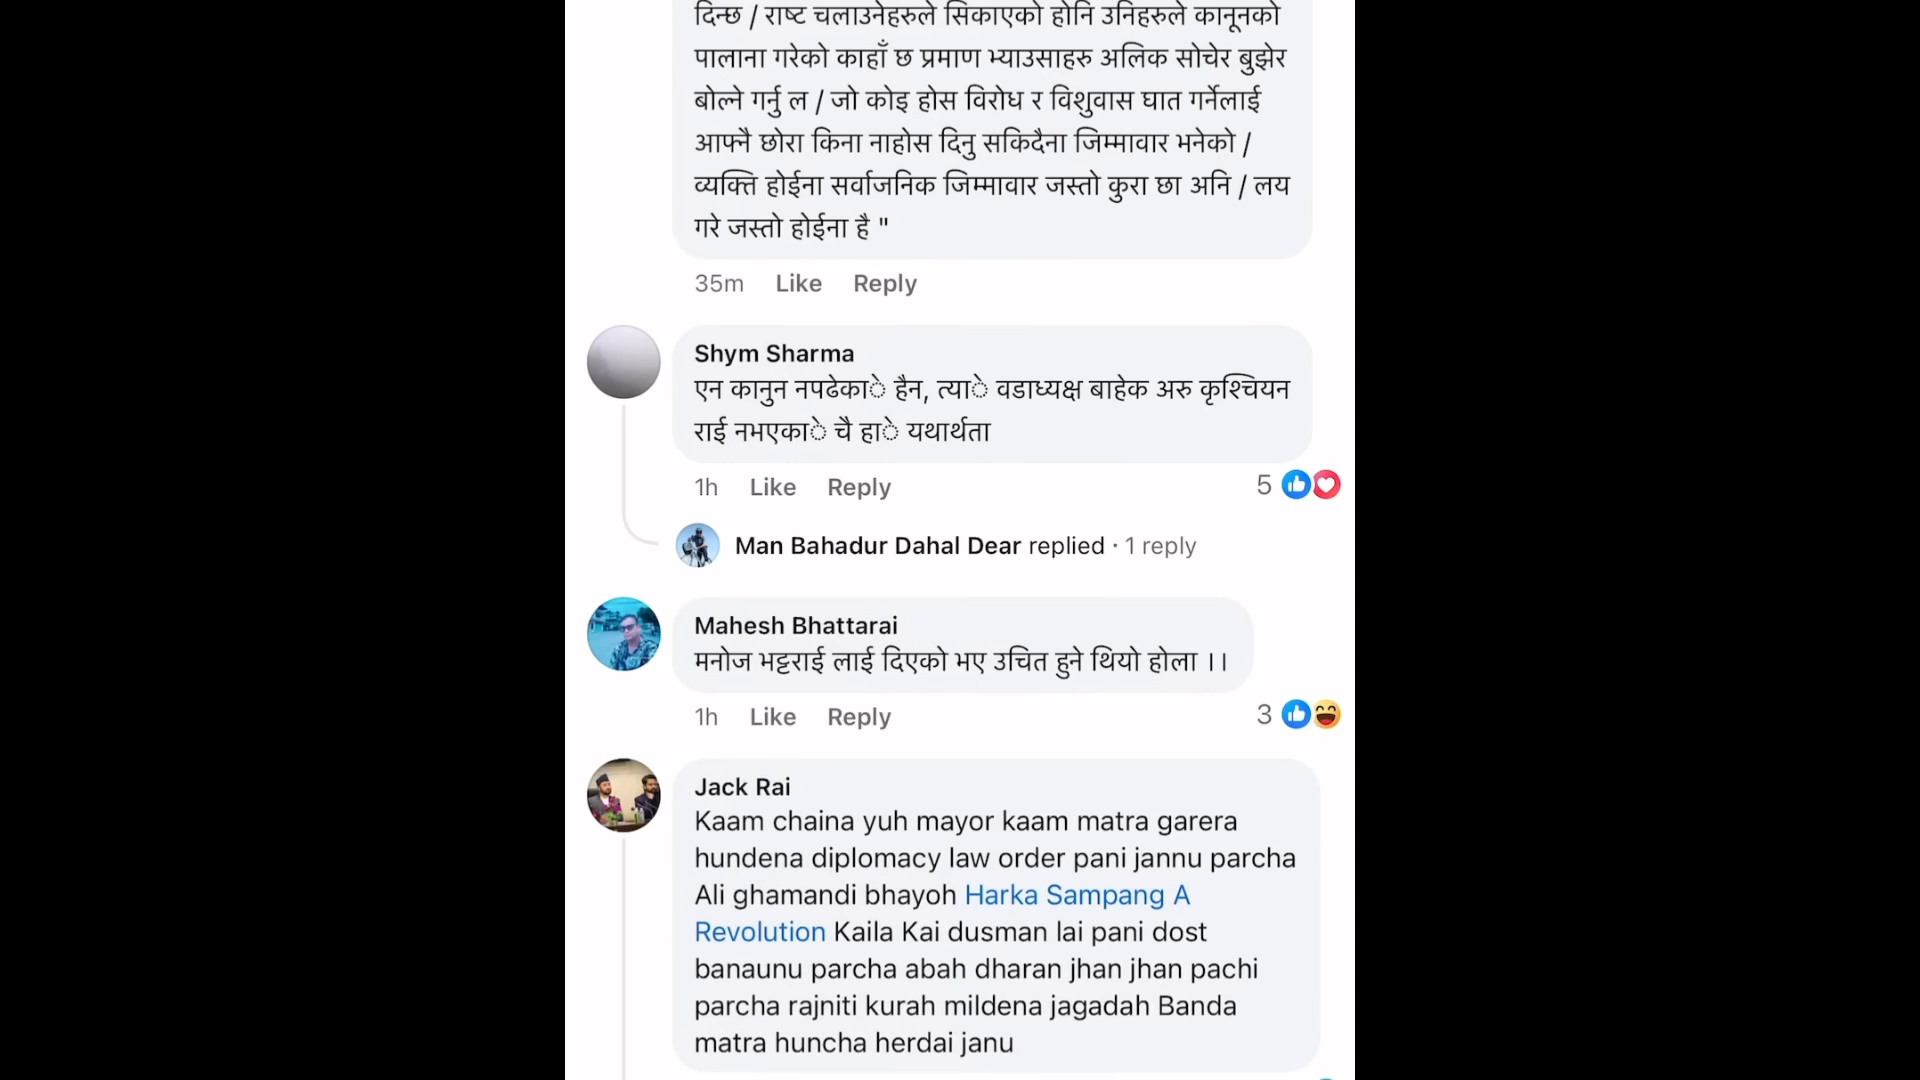 दिन्छ / राष्ट चलाउनेहरुले सिकाएको होनि उनिहरुले कानूनको
पालाना गरेको काहाँ छ प्रमाण भ्याउसाहरु अलिक सोचेर बुझेर
बोल्ने गर्नु ल / जो कोइ होस विरोध र विशुवास घात गर्नेलाई
आफ्नै छोरा किना नाहोस दिनु सकिदैना जिम्मावार भनेको /
व्यक्ति होईना सर्वाजनिक जिम्मावार जस्तो कुरा छा अनि / लय
गरे जस्तो होईना है "
35m Like Reply
Shym Sharma
एन कानुन नपढेकाे हैन, त्याे वडाध्यक्ष बाहेक अरु कृश्चियन
राई नभएकाे चै हाे यथार्थता
1h Like Reply 5
Man Bahadur Dahal Dear replied · 1 reply
Mahesh Bhattarai
मनोज भट्टराई लाई दिएको भए उचित हुने थियो होला ।।
1h Like Reply 3
Jack Rai
Kaam chaina yuh mayor kaam matra garera
hundena diplomacy law order pani jannu parcha
Ali ghamandi bhayoh Harka Sampang A
Revolution Kaila Kai dusman lai pani dost
banaunu parcha abah dharan jhan jhan pachi
parcha rajniti kurah mildena jagadah Banda
matra huncha herdai janu